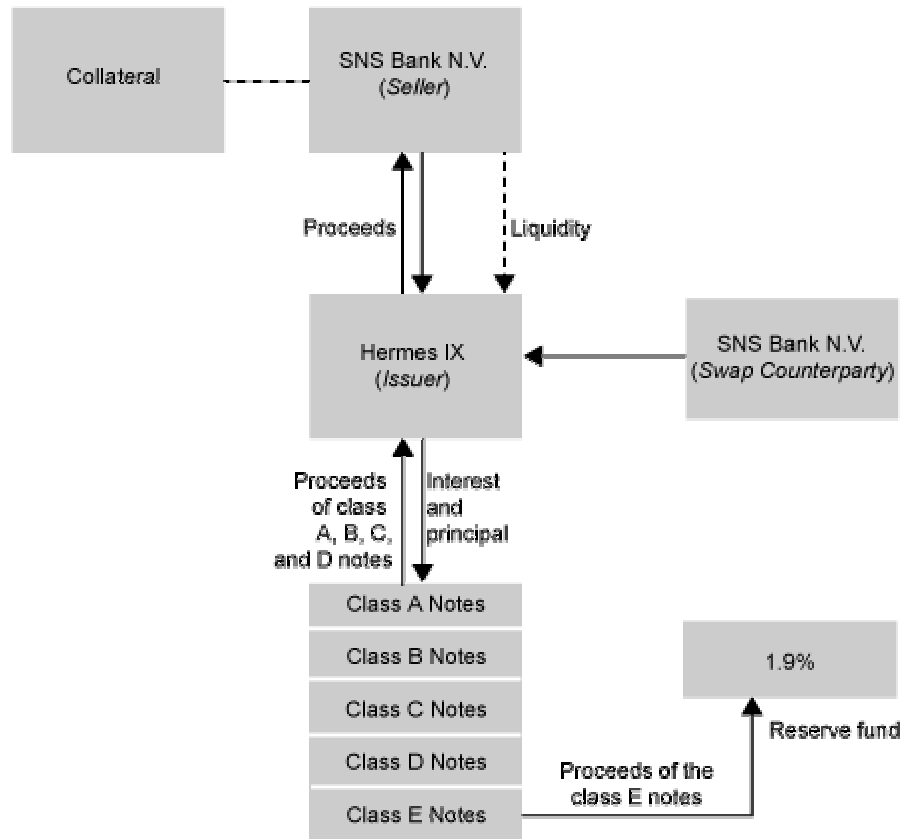 Collateral
SNS Bank N.V.
(Seller)
Proceeds
Liquidity
Hermes IX
(Issuer)
SNS Bank N.V.
(Swap Counterparty)
Proceeds
of class
A, B, C,
and D notes
Interest
and
principal
Class A Notes
Class B Notes
Class C Notes
Class D Notes
Class E Notes
1.9%
Reserve fund
Proceeds of the
class E notes